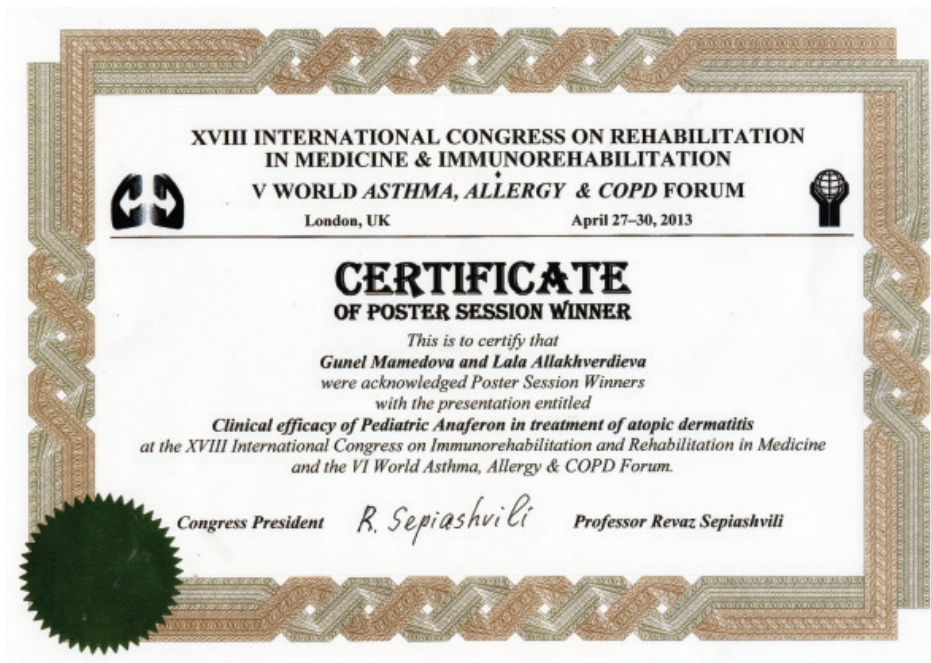 XVIII INTERNATIONAL CONGRESS ON REHABILITATION
IN MEDICINE & IMMUNOREHABILITATION
V WORLD ASTHMA, ALLERGY & COPD FORUM
London, UK April 27–30, 2013
CERTIFICATE
OF POSTER SESSION WINNER
This is to certify that
Gunel Mamedova and Lala Allakhverdieva
were acknowledged Poster Session Winners
with the presentation entitled
Clinical efficacy of Pediatric Anaferon in treatment of atopic dermatitis
at the XVIII International Congress on Immunorehabilitation and Rehabilitation in Medicine
and the VI World Asthma, Allergy & COPD Forum.
Congress President R. Sepiashvili Professor Revaz Sepiashvili